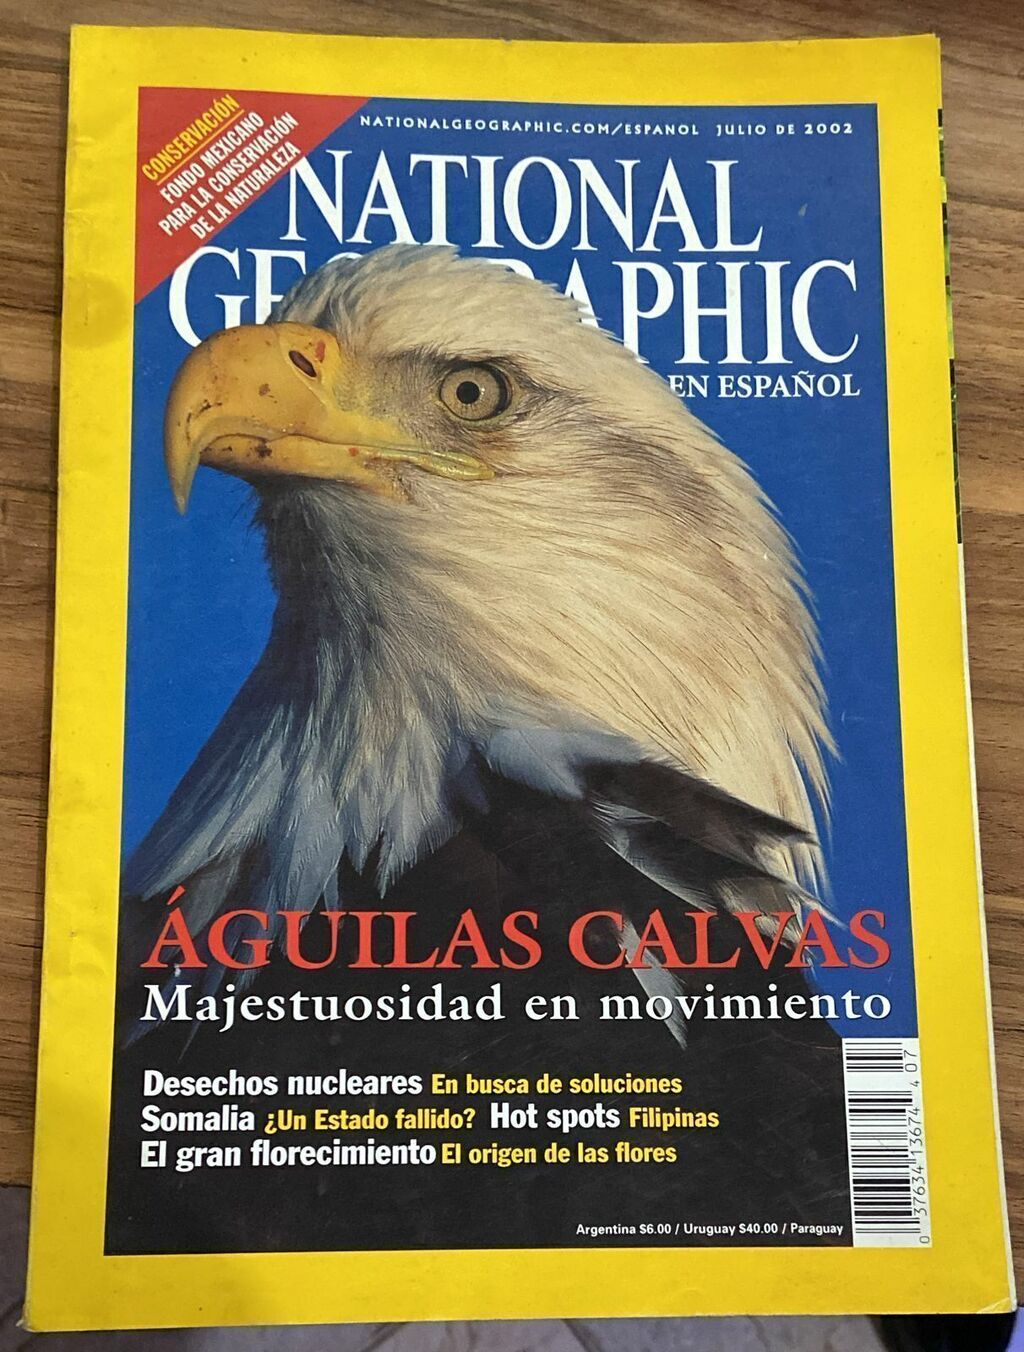 CONSERVACIÓN
FONDO MEXICANO
PARA LA CONSERVACIÓN
DE LA NATURALEZA
NATIONALGEOGRAPHIC.COM/ESPANOL JULIO DE 2002
NATIONAL
GEOGRAPHIC
EN ESPAÑOL
ÁGUILAS CALVAS
Majestuosidad en movimiento
Desechos nucleares En busca de soluciones
Somalia ¿Un Estado fallido? Hot spots Filipinas
El gran florecimiento El origen de las flores
Argentina $6.00 / Uruguay $40.00 / Paraguay
0 37634 13674 4 07